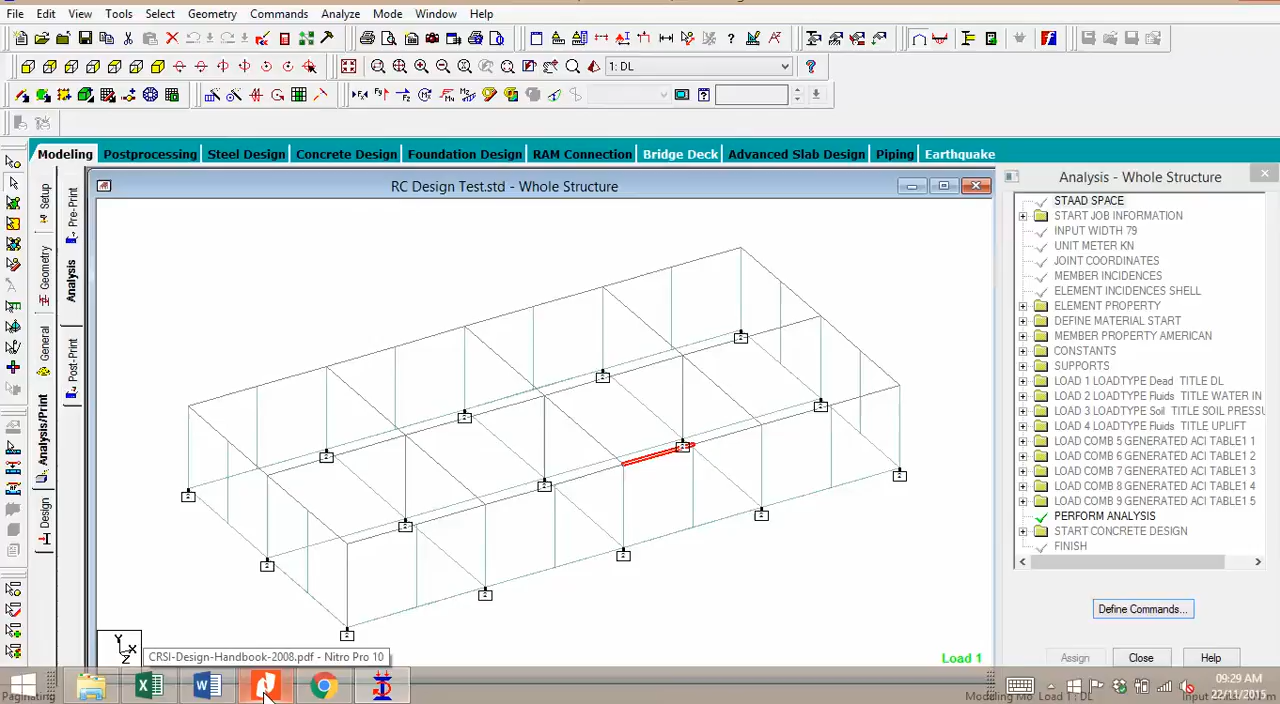 File Edit View Tools Select Geometry Commands Analyze Mode Window Help
1: DL
Modeling Postprocessing Steel Design Concrete Design Foundation Design RAM Connection Bridge Deck Advanced Slab Design Piping Earthquake
RC Design Test.std - Whole Structure
Analysis - Whole Structure
Setup
Geometry
General
Analysis/Print
Design
Pre-Print
Analysis
Post-Print
STAAD SPACE
START JOB INFORMATION
INPUT WIDTH 79
UNIT METER KN
JOINT COORDINATES
MEMBER INCIDENCES
ELEMENT INCIDENCES SHELL
ELEMENT PROPERTY
DEFINE MATERIAL START
MEMBER PROPERTY AMERICAN
CONSTANTS
SUPPORTS
LOAD 1 LOADTYPE Dead TITLE DL
LOAD 2 LOADTYPE Fluids TITLE WATER IN
LOAD 3 LOADTYPE Soil TITLE SOIL PRESSU
LOAD 4 LOADTYPE Fluids TITLE UPLIFT
LOAD COMB 5 GENERATED ACI TABLE1 1
LOAD COMB 6 GENERATED ACI TABLE1 2
LOAD COMB 7 GENERATED ACI TABLE1 3
LOAD COMB 8 GENERATED ACI TABLE1 4
LOAD COMB 9 GENERATED ACI TABLE1 5
PERFORM ANALYSIS
START CONCRETE DESIGN
FINISH
Define Commands...
Assign Close Help
Y
X
Z
Load 1
CRSI-Design-Handbook-2008.pdf - Nitro Pro 10
09:29 AM
22/11/2015
Paginating
Modeling Mo Load 1 : DL